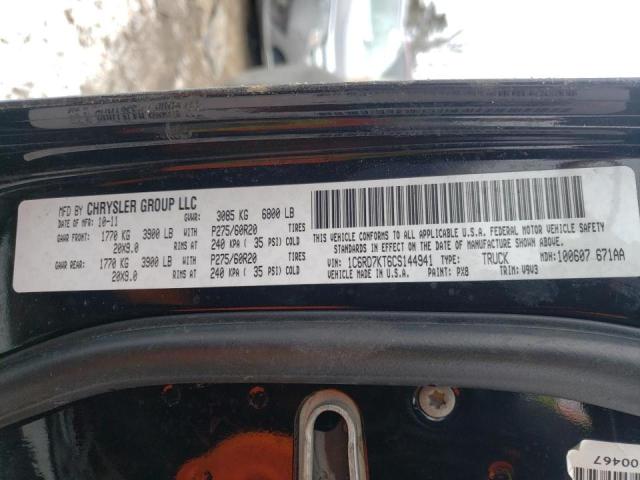 MFD BY CHRYSLER GROUP LLC
DATE OF MFR: 10-11 GVWR: 3085 KG 6800 LB
GAWR FRONT: 1770 KG 3900 LB WITH P275/60R20 TIRES
20X9.0 RIMS AT 240 KPA ( 35 PSI) COLD
GAWR REAR: 1770 KG 3900 LB WITH P275/60R20 TIRES
20X9.0 RIMS AT 240 KPA ( 35 PSI) COLD
THIS VEHICLE CONFORMS TO ALL APPLICABLE U.S.A. FEDERAL MOTOR VEHICLE SAFETY
STANDARDS IN EFFECT ON THE DATE OF MANUFACTURE SHOWN ABOVE.
VIN: 1C6RD7KT6CS144941 TYPE: TRUCK MDH:100607 671AA
MADE IN U.S.A. PAINT: PX8 TRIM: V9V3
00467